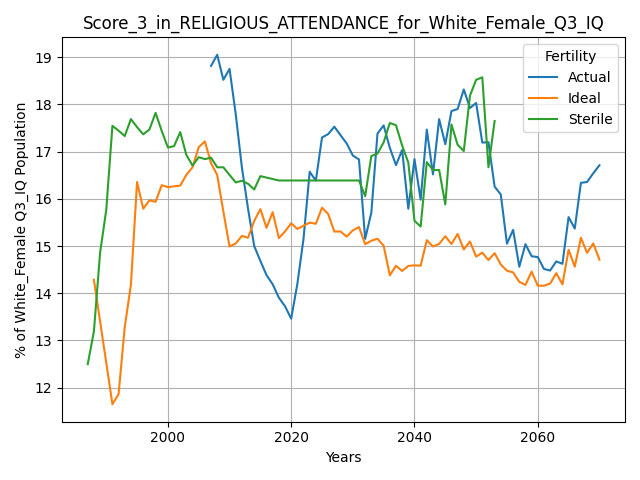 Score_3_in_RELIGIOUS_ATTENDANCE_for_White_Female_Q3_IQ
% of White_Female Q3_IQ Population
19
18
17
16
15
14
13
12
Fertility
Actual
Ideal
Sterile
2000 2020 2040 2060
Years